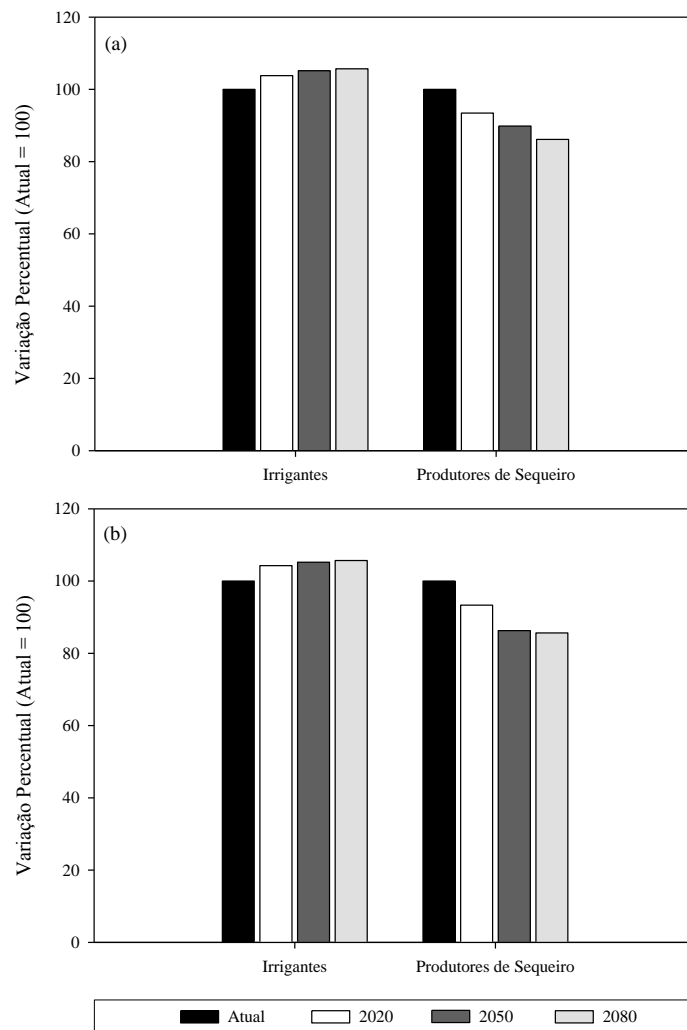 Variação Percentual (Atual = 100)
(a)
120
100
80
60
40
20
0
Irrigantes
Produtores de Sequeiro
Variação Percentual (Atual = 100)
(b)
120
100
80
60
40
20
0
Irrigantes
Produtores de Sequeiro
Atual
2020
2050
2080